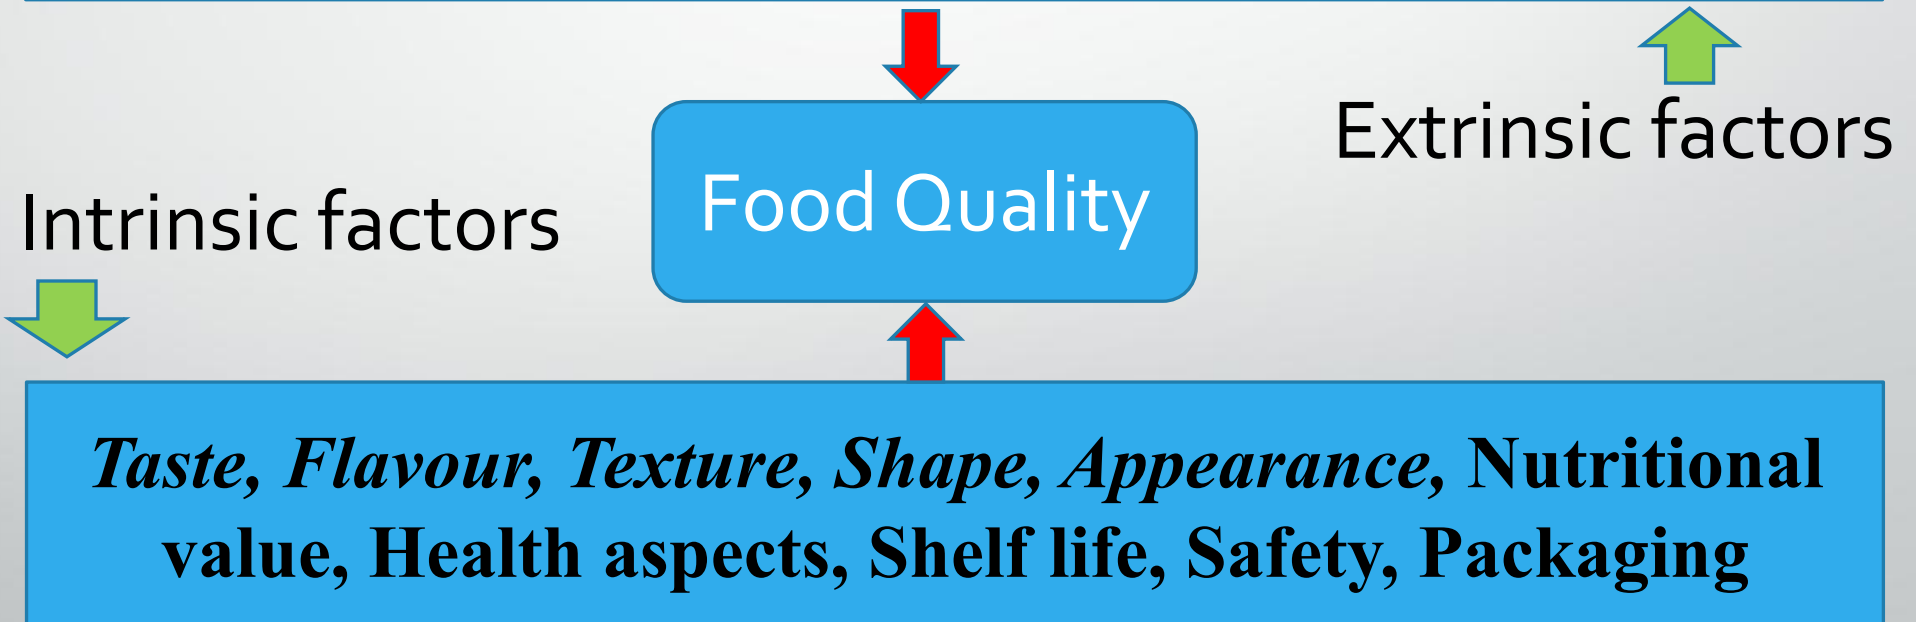 Extrinsic factors
Food Quality
Intrinsic factors
Taste, Flavour, Texture, Shape, Appearance, Nutritional
value, Health aspects, Shelf life, Safety, Packaging